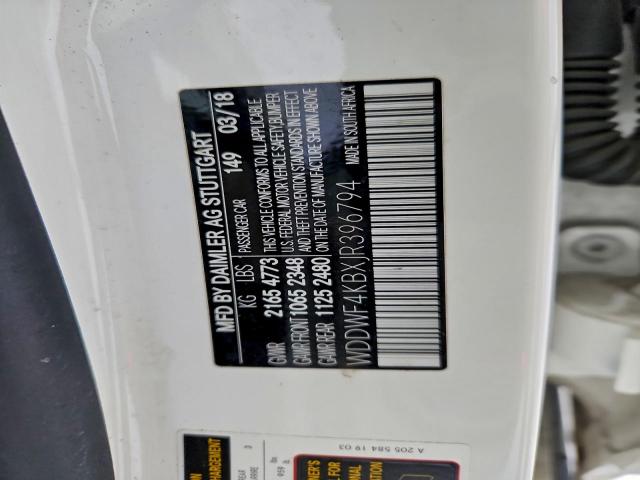 MFD BY DAIMLER AG STUTTGART
149 03/18
KG LBS PASSENGER CAR
GVWR 2165 4773
GAWR FRONT 1065 2348
GAWR REAR 1125 2480
THIS VEHICLE CONFORMS TO ALL APPLICABLE
U.S. FEDERAL MOTOR VEHICLE SAFETY/BUMPER
AND THEFT PREVENTION STANDARDS IN EFFECT
ON THE DATE OF MANUFACTURE SHOWN ABOVE
WDDWF4KBXJR396794 MADE IN SOUTH AFRICA
A 205 584 19 03
CHARGEMENT